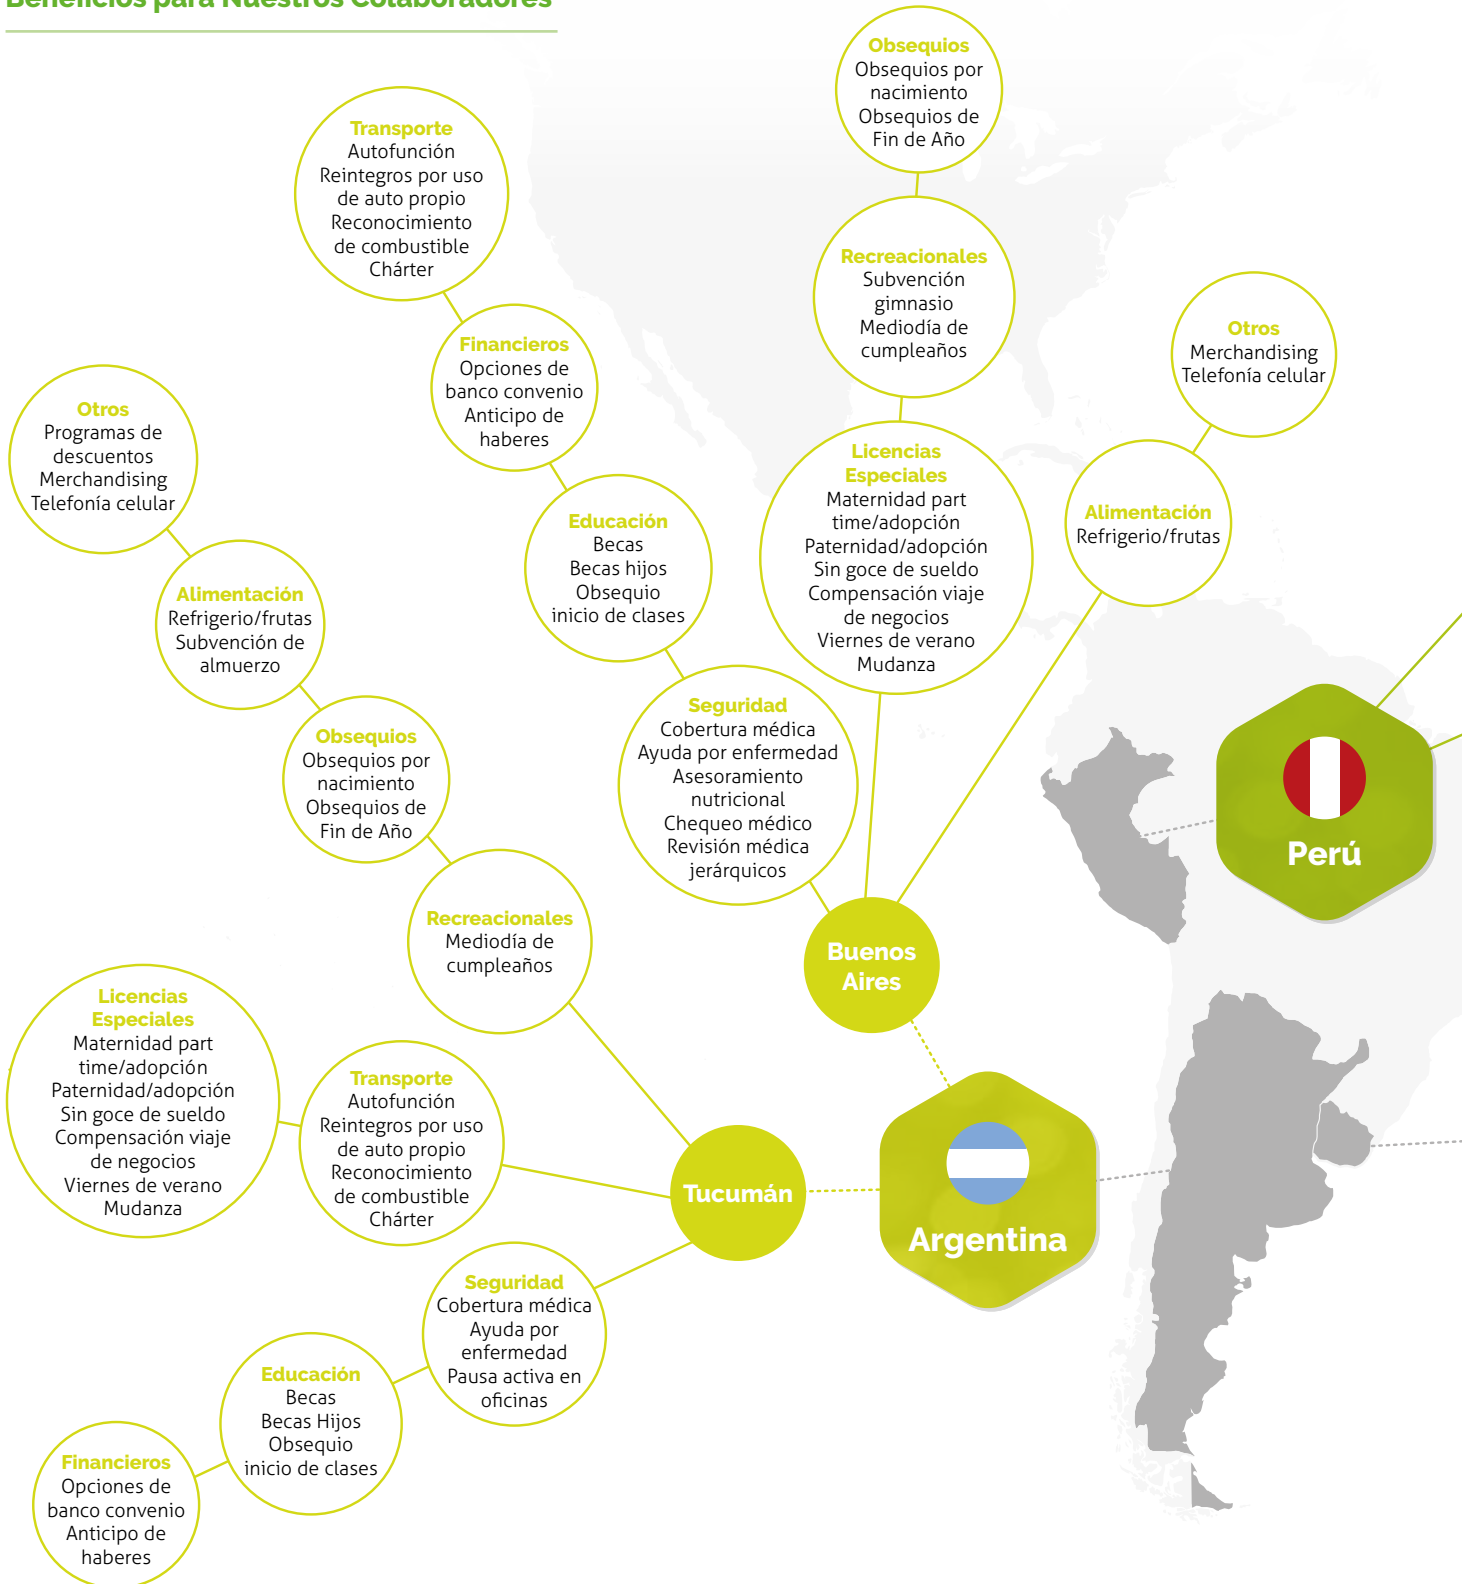 Beneficios para Nuestros Colaboradores
Obsequios
Obsequios por
nacimiento
Obsequios de
Fin de Año
Transporte
Autofunción
Reintegros por uso
de auto propio
Reconocimiento
de combustible
Chárter
Recreacionales
Subvención
gimnasio
Mediodía de
cumpleaños
Otros
Merchandising
Telefonía celular
Financieros
Opciones de
banco convenio
Anticipo de
haberes
Otros
Programas de
descuentos
Merchandising
Telefonía celular
Licencias
Especiales
Maternidad part
time/adopción
Paternidad/adopción
Sin goce de sueldo
Compensación viaje
de negocios
Viernes de verano
Mudanza
Alimentación
Refrigerio/frutas
Educación
Becas
Becas hijos
Obsequio
inicio de clases
Alimentación
Refrigerio/frutas
Subvención de
almuerzo
Seguridad
Cobertura médica
Ayuda por enfermedad
Asesoramiento
nutricional
Chequeo médico
Revisión médica
jerárquicos
Obsequios
Obsequios por
nacimiento
Obsequios de
Fin de Año
Perú
Recreacionales
Mediodía de
cumpleaños
Buenos
Aires
Licencias
Especiales
Maternidad part
time/adopción
Paternidad/adopción
Sin goce de sueldo
Compensación viaje
de negocios
Viernes de verano
Mudanza
Transporte
Autofunción
Reintegros por uso
de auto propio
Reconocimiento
de combustible
Chárter
Tucumán
Argentina
Seguridad
Cobertura médica
Ayuda por
enfermedad
Pausa activa en
oficinas
Educación
Becas
Becas Hijos
Obsequio
inicio de clases
Financieros
Opciones de
banco convenio
Anticipo de
haberes